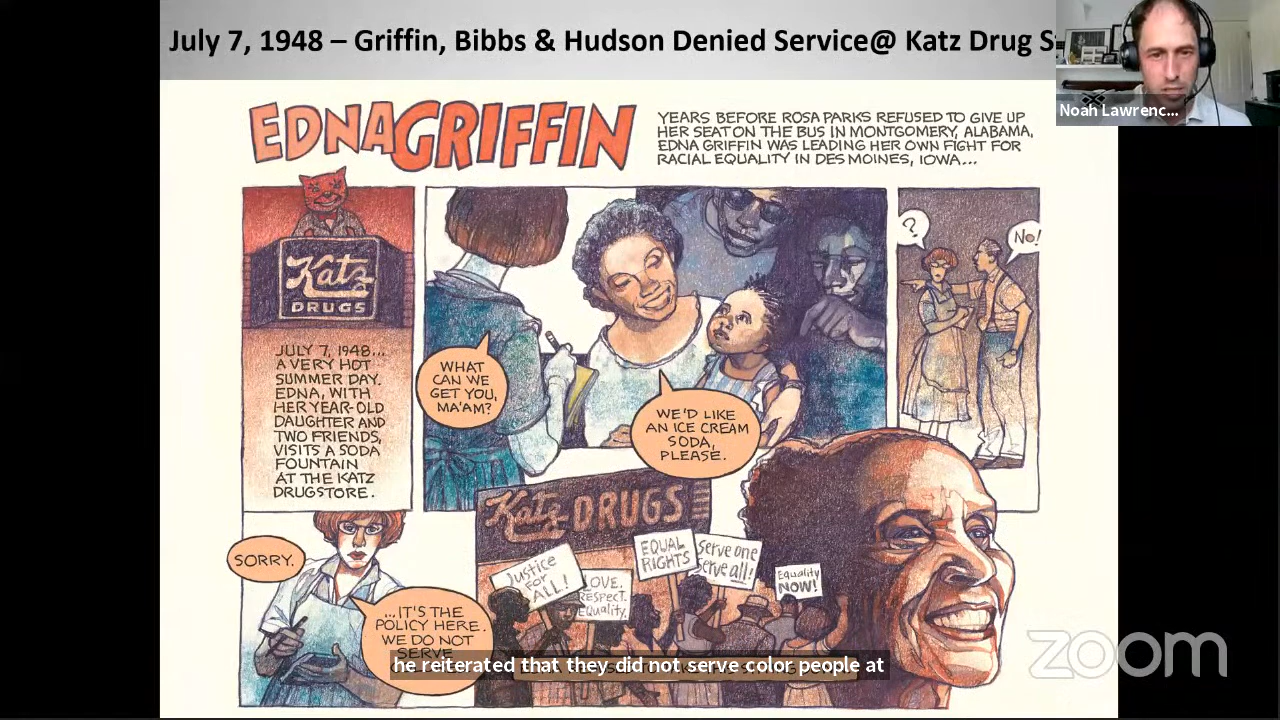 July 7, 1948 – Griffin, Bibbs & Hudson Denied Service@ Katz Drug
Noah Lawrenc...
EDNA GRIFFIN
YEARS BEFORE ROSA PARKS REFUSED TO GIVE UP
HER SEAT ON THE BUS IN MONTGOMERY, ALABAMA,
EDNA GRIFFIN WAS LEADING HER OWN FIGHT FOR
RACIAL EQUALITY IN DES MOINES, IOWA...
Katz
DRUGS
JULY 7, 1948...
A VERY HOT
SUMMER DAY.
EDNA, WITH
HER YEAR-OLD
DAUGHTER AND
TWO FRIENDS,
VISITS A SODA
FOUNTAIN
AT THE KATZ
DRUGSTORE.
WHAT
CAN WE
GET YOU,
MA'AM?
WE'D LIKE
AN ICE CREAM
SODA,
PLEASE.
?
No!
SORRY.
...IT'S THE
POLICY HERE.
WE DO NOT
SERVE
Katz DRUGS
Justice
for
ALL!
LOVE.
RESPECT.
Equality.
EQUAL
RIGHTS
Serve one
Serve all!
Equality
NOW!
he reiterated that they did not serve color people at
zoom